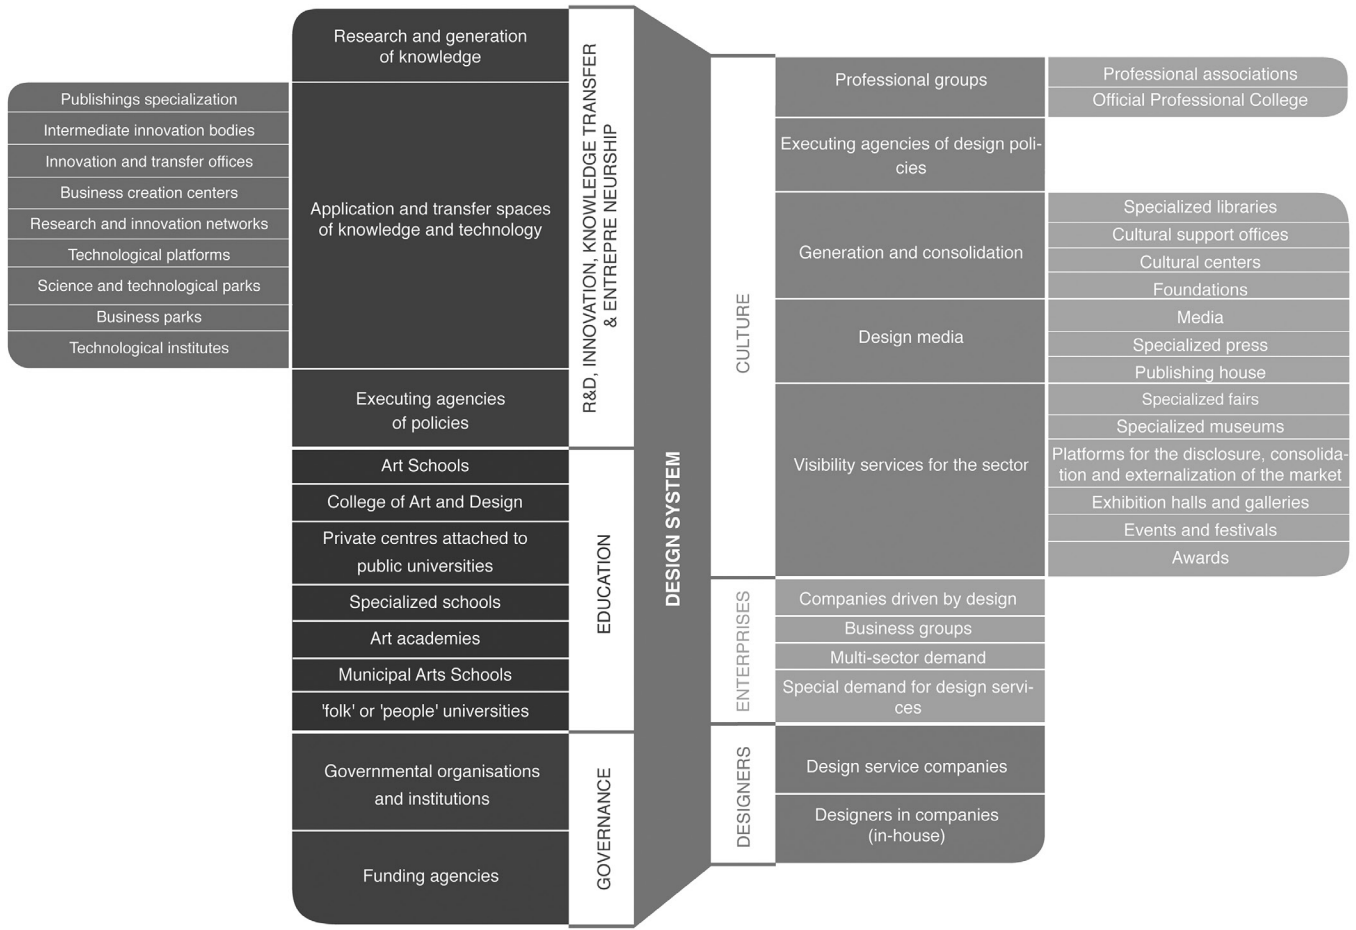 Publishings specialization
Intermediate innovation bodies
Innovation and transfer offices
Business creation centers
Research and innovation networks
Technological platforms
Science and technological parks
Business parks
Technological institutes
Research and generation
of knowledge
Application and transfer spaces
of knowledge and technology
Executing agencies
of policies
Art Schools
College of Art and Design
Private centres attached to
public universities
Specialized schools
Art academies
Municipal Arts Schools
'folk' or 'people' universities
Governmental organisations
and institutions
Funding agencies
R&D, INNOVATION, KNOWLEDGE TRANSFER
& ENTREPRE NEURSHIP
EDUCATION
GOVERNANCE
DESIGN SYSTEM
CULTURE
ENTERPRISES
DESIGNERS
Professional groups
Executing agencies of design poli-
cies
Generation and consolidation
Design media
Visibility services for the sector
Companies driven by design
Business groups
Multi-sector demand
Special demand for design servi-
ces
Design service companies
Designers in companies
(in-house)
Professional associations
Official Professional College
Specialized libraries
Cultural support offices
Cultural centers
Foundations
Media
Specialized press
Publishing house
Specialized fairs
Specialized museums
Platforms for the disclosure, consolida-
tion and externalization of the market
Exhibition halls and galleries
Events and festivals
Awards